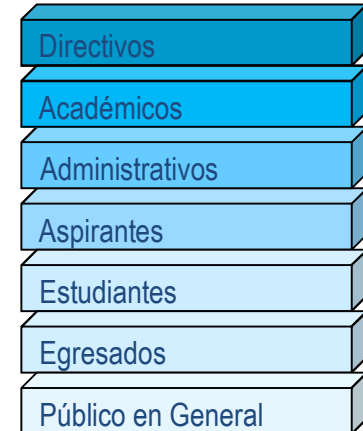 Directivos
Académicos
Administrativos
Aspirantes
Estudiantes
Egresados
Público en General